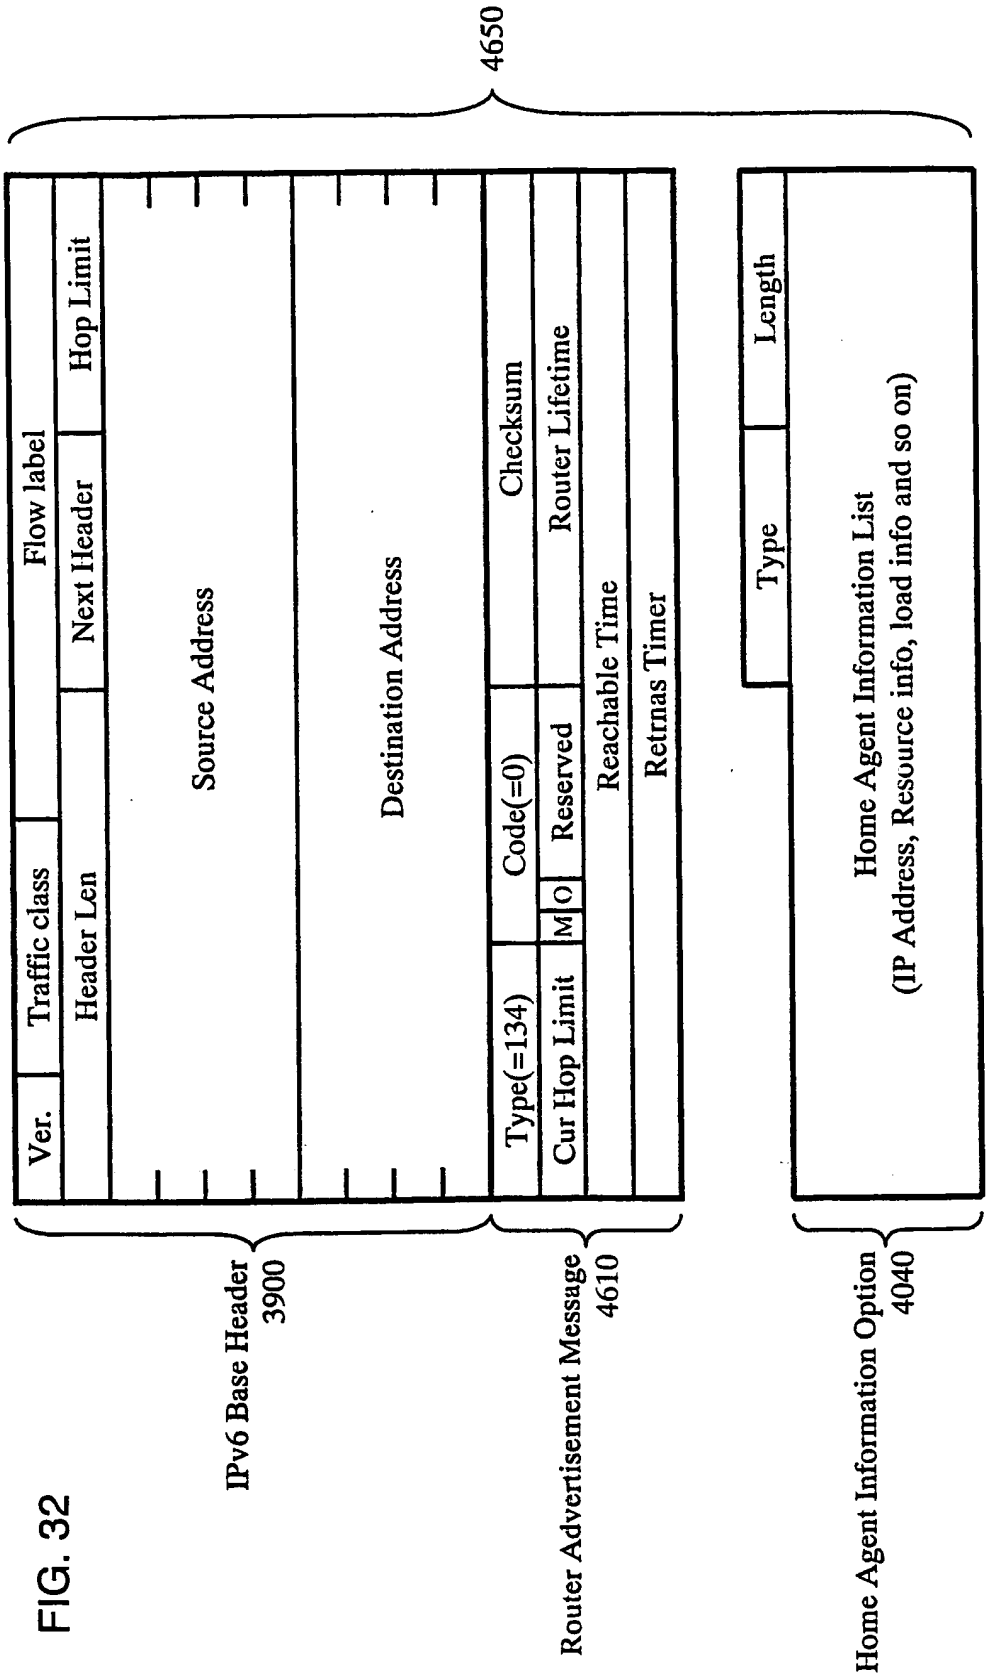 FIG. 32
Ver. Traffic class Flow label
Header Len Next Header Hop Limit
Source Address
Destination Address
IPv6 Base Header
3900
Type(=134) Code(=0) Checksum
Cur Hop Limit M O Reserved Router Lifetime
Reachable Time
Retrnas Timer
Router Advertisement Message
4610
Type Length
Home Agent Information List
(IP Address, Resource info, load info and so on)
Home Agent Information Option
4040
4650